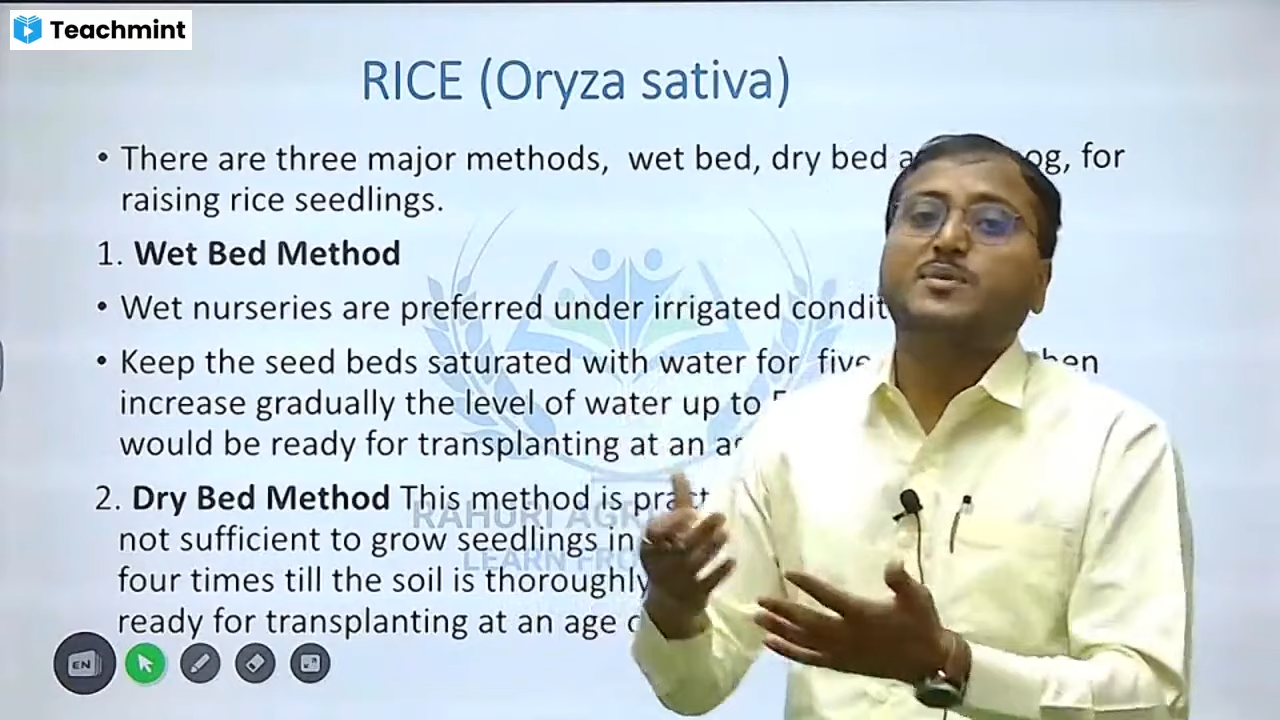 Teachmint
RICE (Oryza sativa)
• There are three major methods, wet bed, dry bed for
raising rice seedlings.
1. Wet Bed Method
• Wet nurseries are preferred under irrigated
• Keep the seed beds saturated with water for five
increase gradually the level of water up to
would be ready for transplanting at an
2. Dry Bed Method This method is
not sufficient to grow seedlings in
four times till the soil is thoroughly
ready for transplanting at an age
RAHURI
LEARN
EN